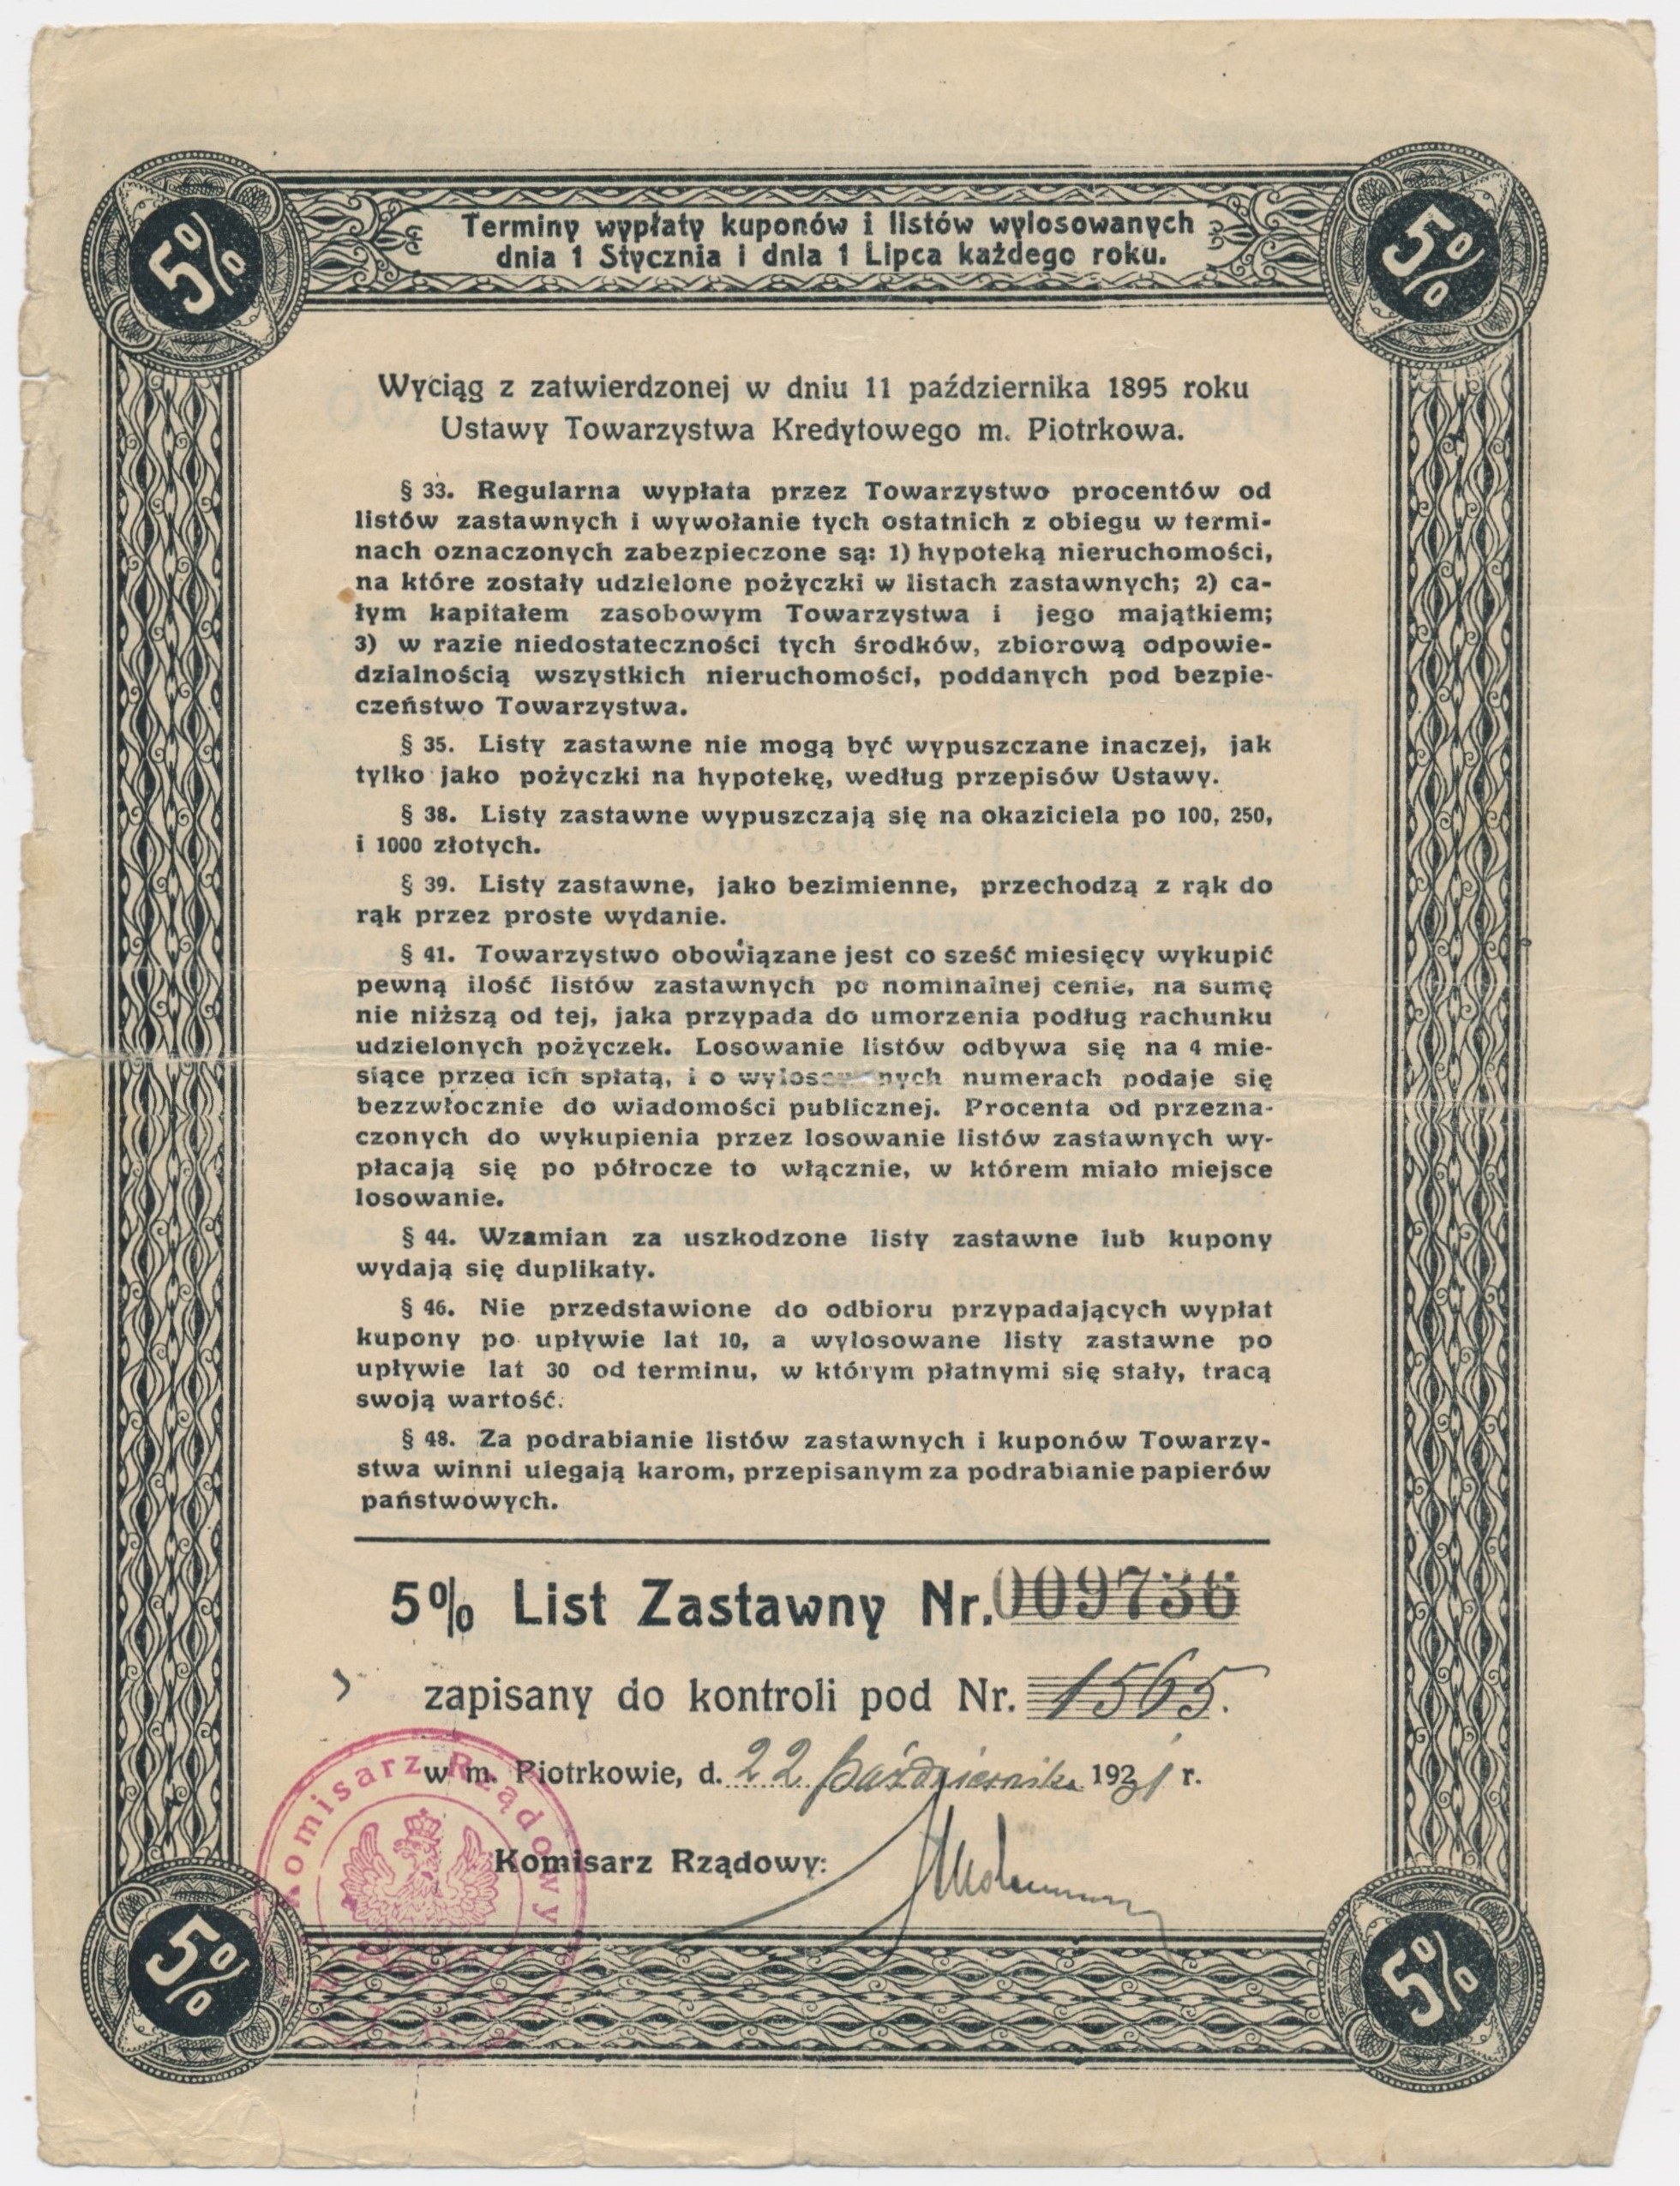 5%
5%
Terminy wypłaty kuponów i listów wylosowanych
dnia 1 Stycznia i dnia 1 Lipca każdego roku.
Wyciąg z zatwierdzonej w dniu 11 października 1895 roku
Ustawy Towarzystwa Kredytowego m. Piotrkowa.
§ 33. Regularna wypłata przez Towarzystwo procentów od
listów zastawnych i wywołanie tych ostatnich z obiegu w termi-
nach oznaczonych zabezpieczone są: 1) hypoteką nieruchomości,
na które zostały udzielone pożyczki w listach zastawnych; 2) ca-
łym kapitałem zasobowym Towarzystwa i jego majątkiem;
3) w razie niedostateczności tych środków, zbiorową odpowie-
dzialnością wszystkich nieruchomości, poddanych pod bezpie-
czeństwo Towarzystwa.
§ 35. Listy zastawne nie mogą być wypuszczane inaczej, jak
tylko jako pożyczki na hypotekę, według przepisów Ustawy.
§ 38. Listy zastawne wypuszczają się na okaziciela po 100, 250,
i 1000 złotych.
§ 39. Listy zastawne, jako bezimienne, przechodzą z rąk do
rąk przez proste wydanie.
§ 41. Towarzystwo obowiązane jest co sześć miesięcy wykupić
pewną ilość listów zastawnych po nominalnej cenie, na sumę
nie niższą od tej, jaka przypada do umorzenia podług rachunku
udzielonych pożyczek. Losowanie listów odbywa się na 4 mie-
siące przed ich spłatą, i o wylosowanych numerach podaje się
bezzwłocznie do wiadomości publicznej. Procenta od przezna-
czonych do wykupienia przez losowanie listów zastawnych wy-
płacają się po półrocze to włącznie, w którem miało miejsce
losowanie.
§ 44. Wzamian za uszkodzone listy zastawne lub kupony
wydają się duplikaty.
§ 46. Nie przedstawione do odbioru przypadających wypłat
kupony po upływie lat 10, a wylosowane listy zastawne po
upływie lat 30 od terminu, w którym płatnymi się stały, tracą
swoją wartość.
§ 48. Za podrabianie listów zastawnych i kuponów Towarzy-
stwa winni ulegają karom, przepisanym za podrabianie papierów
państwowych.
5% List Zastawny Nr. 009736
zapisany do kontroli pod Nr. 1565.
w m. Piotrkowie, d. 22 Października 1931 r.
Komisarz Rządowy:
Komisarz Rządowy
5%
5%